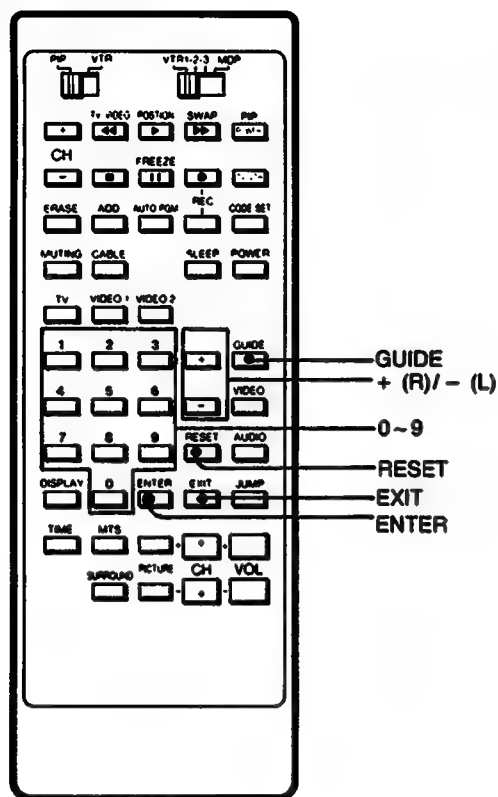 PIP VTR VTR1-2-3 MDP
+ TV/VIDEO POSITION SWAP PIP
CH FREEZE
-
ERASE ADD AUTO PGM REC CODE SET
MUTING CABLE SLEEP POWER
TV VIDEO 1 VIDEO 2
1 2 3 + GUIDE
GUIDE
+ (R)/ – (L)
4 5 6 – VIDEO
0~9
7 8 9 RESET AUDIO
RESET
DISPLAY 0 ENTER EXIT JUMP
EXIT
ENTER
TIME MTS
SURROUND PICTURE CH VOL